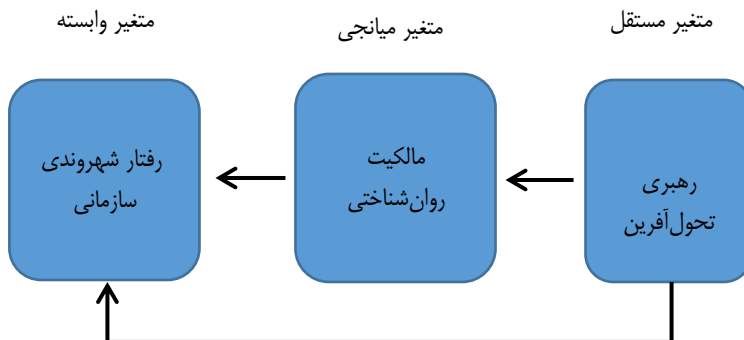 متغیر مستقل
متغیر میانجی
متغیر وابسته
رهبری
تحول‌آفرین
مالکیت
روان‌شناختی
رفتار شهروندی
سازمانی